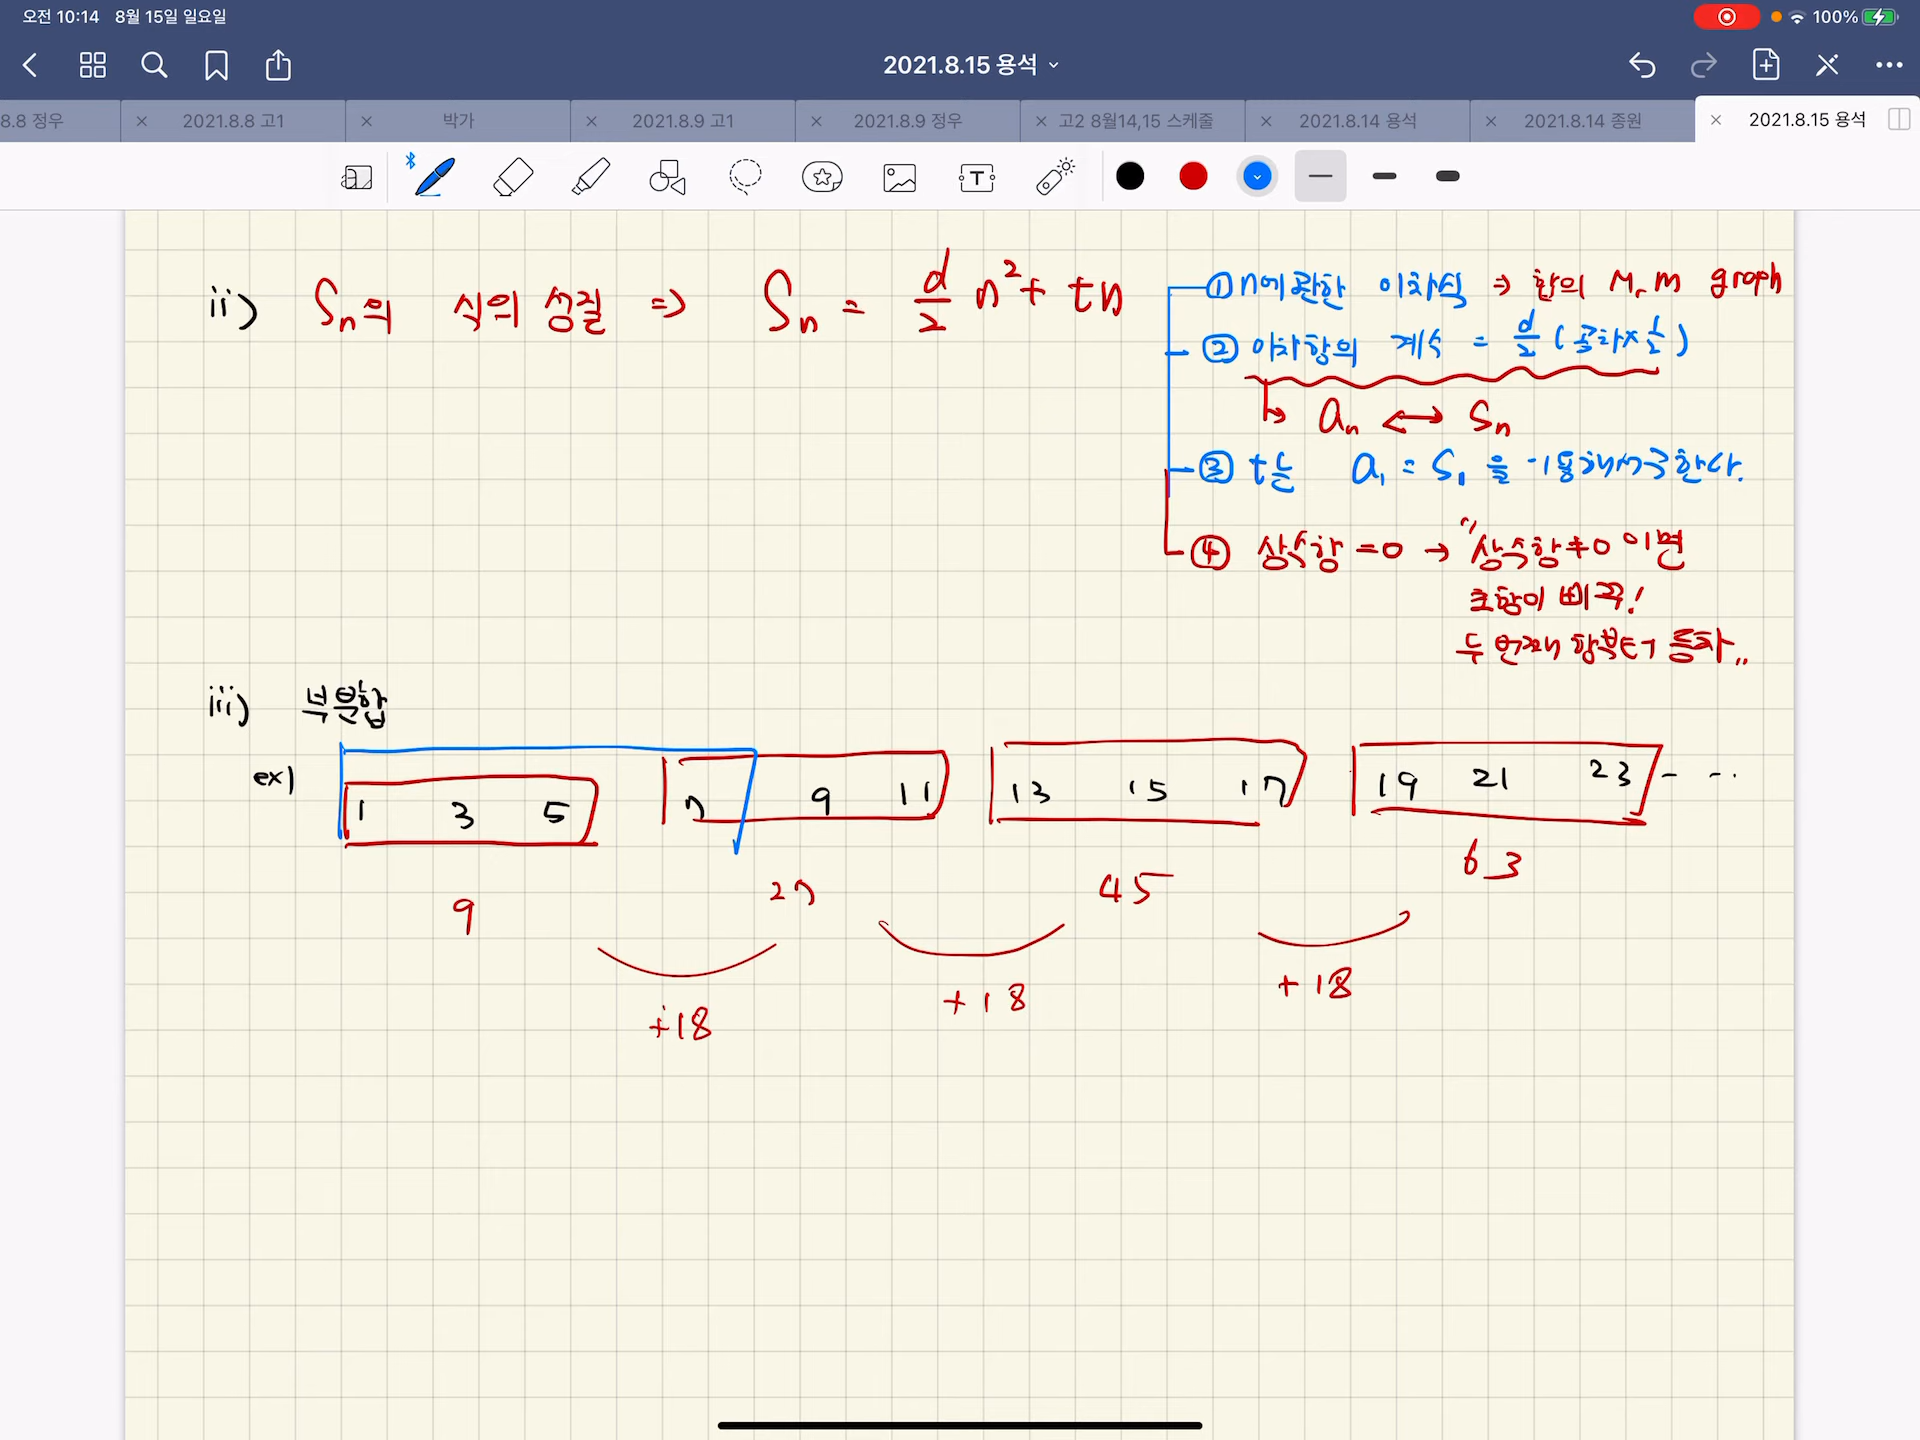 오전 10:14 8월 15일 일요일
100%
2021.8.15 용석
8.8 정우
2021.8.8 고1
박가
2021.8.9 고1
2021.8.9 정우
고2 8월14,15 스케줄
2021.8.14 용석
2021.8.14 종원
2021.8.15 용석
ii) Sn의 식의 성질 ⇒ Sn = d/2 n² + tn
① n에 관한 이차식 → 합의 M, m graph
② 이차항의 계수 = d/2 (공차×1/2)
↳ an ↔ Sn
③ t는 a₁ = S₁ 을 이용해서 구한다.
④ 상수항 = 0 → "상수항 ≠ 0 이면
초항이 삐꾹!
두 번째 항부터 등차"
iii) 부분합
ex) 1 3 5 7 9 11 13 15 17 19 21 23 - - ..
9 27 45 63
+18 +18 +18